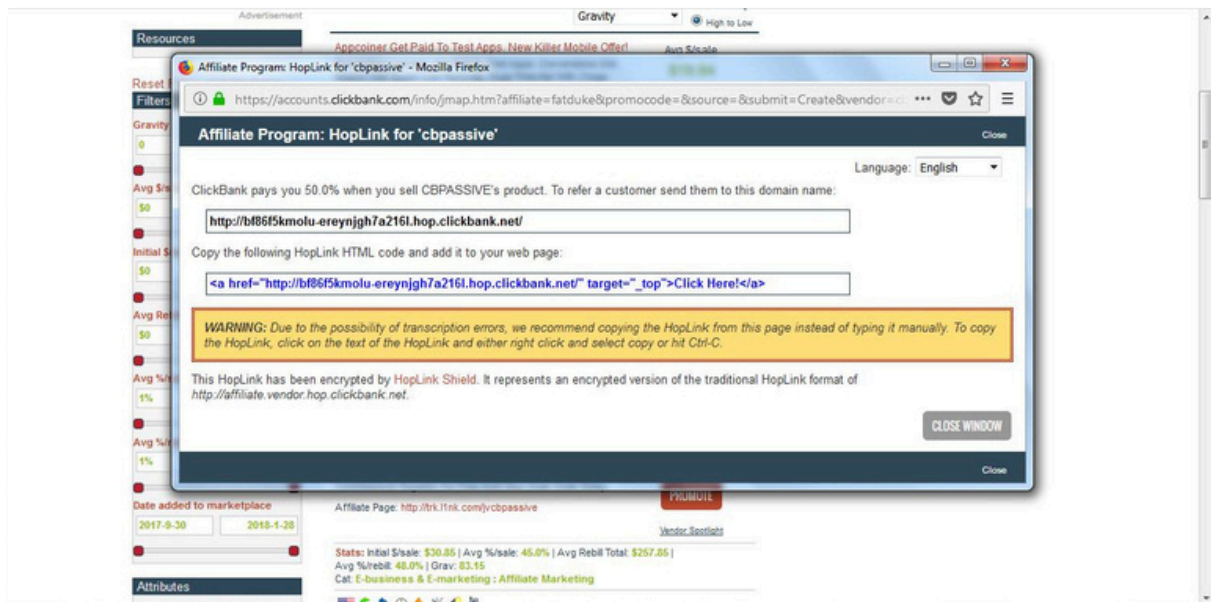 Advertisement
Gravity
High to Low
Resources
Appcoiner Get Paid To Test Apps. New Killer Mobile Offer!
Avg $/sale
Affiliate Program: HopLink for 'cbpassive' - Mozilla Firefox
Reset
Filters
https://accounts.clickbank.com/info/jmap.htm?affiliate=fatduke&promocode=&source=&submit=Create&vendor=
Gravity
0
Affiliate Program: HopLink for 'cbpassive'
Close
Language: English
Avg $/s
ClickBank pays you 50.0% when you sell CBPASSIVE's product. To refer a customer send them to this domain name:
$0
http://bf86f5kmolu-ereynjgh7a216l.hop.clickbank.net/
Initial $
Copy the following HopLink HTML code and add it to your web page:
$0
<a href="http://bf86f5kmolu-ereynjgh7a216l.hop.clickbank.net/" target="_top">Click Here!</a>
Avg Re
$0
WARNING: Due to the possibility of transcription errors, we recommend copying the HopLink from this page instead of typing it manually. To copy
the HopLink, click on the text of the HopLink and either right click and select copy or hit Ctrl-C.
Avg %/
This HopLink has been encrypted by HopLink Shield. It represents an encrypted version of the traditional HopLink format of
http://affiliate.vendor.hop.clickbank.net.
1%
CLOSE WINDOW
Avg %/
1%
Close
Date added to marketplace
PROMOTE
Affiliate Page: http://trk.l1nk.com/jvcbpassive
2017-9-30 2018-1-28
Vendor Spotlight
Stats: Initial $/sale: $30.85 | Avg %/sale: 45.0% | Avg Rebill Total: $257.85 |
Avg %/rebill: 48.0% | Grav: 83.15
Cat: E-business & E-marketing : Affiliate Marketing
Attributes